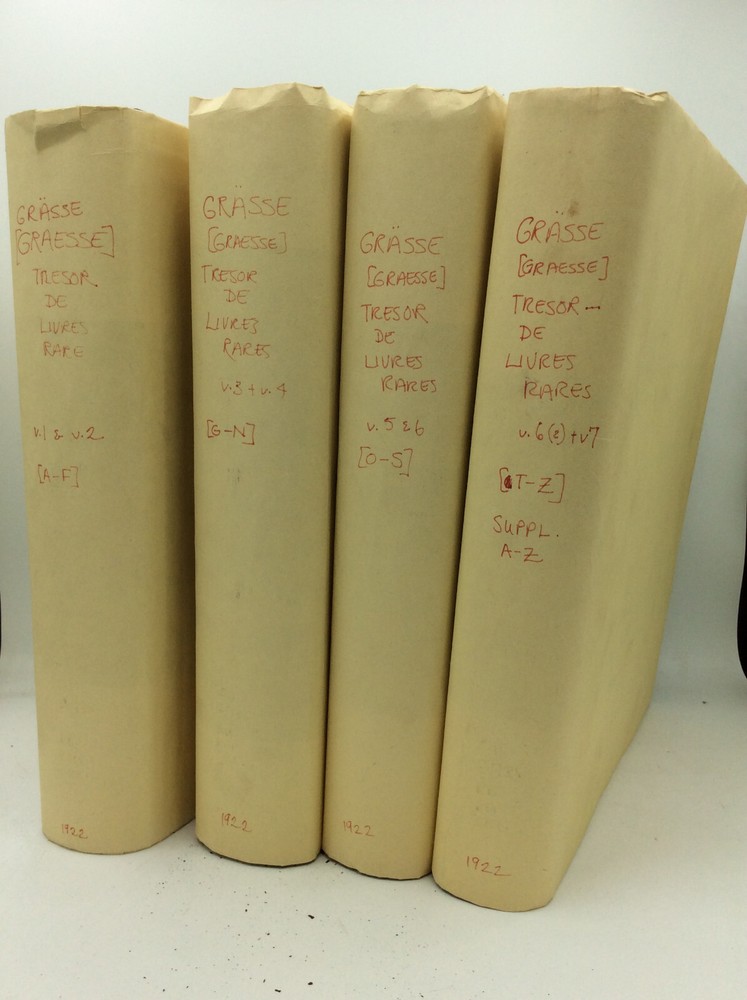 GRÄSSE
[GRAESSE]
TRESOR
DE
LIVRES
RARE
v.1 & v.2
[A-F]
1922
GRÄSSE
[GRAESSE]
TRESOR
DE
LIVRES
RARES
v.3 + v.4
[G-N]
1922
GRÄSSE
[GRAESSE]
TRESOR
DE
LIVRES
RARES
v.5 & 6
[O-S]
1922
GRÄSSE
[GRAESSE]
TRESOR --
DE
LIVRES
RARES
v.6(2) + v7
[T-Z]
SUPPL.
A-Z
1922